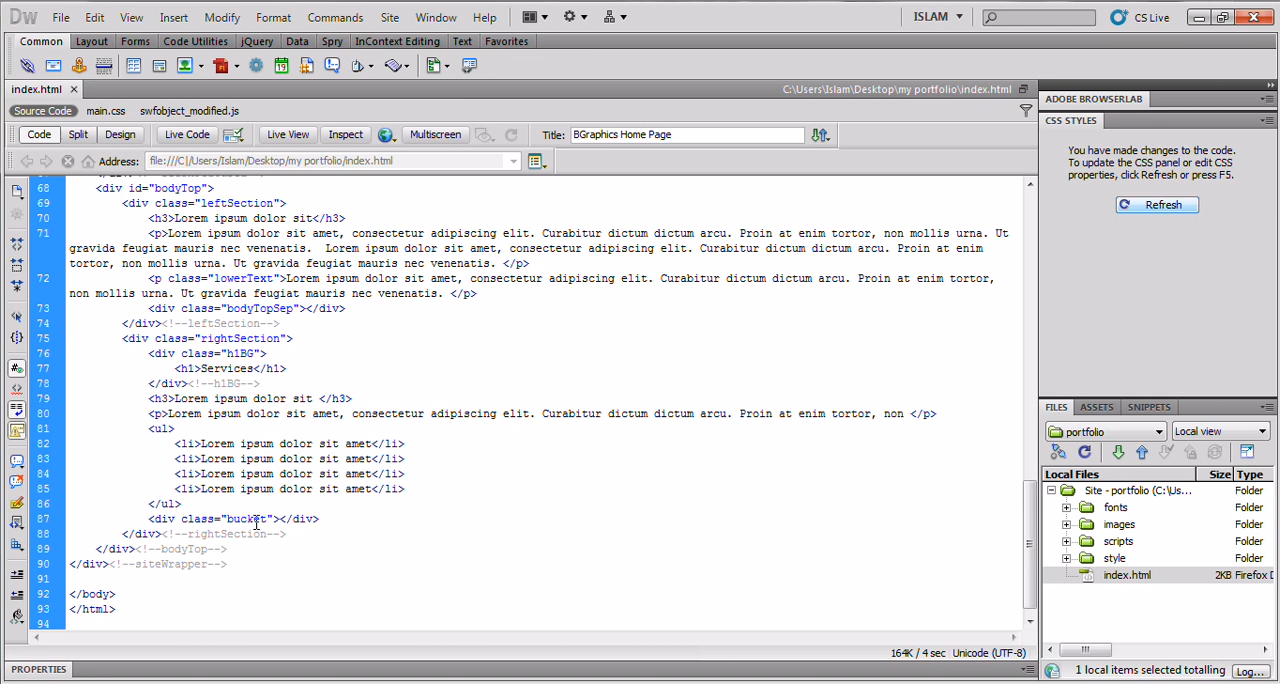 Dw File Edit View Insert Modify Format Commands Site Window Help ISLAM CS Live
Common Layout Forms Code Utilities jQuery Data Spry InContext Editing Text Favorites
index.html C:\Users\Islam\Desktop\my portfolio\index.html
Source Code main.css swfobject_modified.js
Code Split Design Live Code Live View Inspect Multiscreen Title: BGraphics Home Page
Address: file:///C|/Users/Islam/Desktop/my portfolio/index.html
68 <div id="bodyTop">
69 <div class="leftSection">
70 <h3>Lorem ipsum dolor sit</h3>
71 <p>Lorem ipsum dolor sit amet, consectetur adipiscing elit. Curabitur dictum dictum arcu. Proin at enim tortor, non mollis urna. Ut
gravida feugiat mauris nec venenatis.  Lorem ipsum dolor sit amet, consectetur adipiscing elit. Curabitur dictum dictum arcu. Proin at enim
tortor, non mollis urna. Ut gravida feugiat mauris nec venenatis. </p>
72 <p class="lowerText">Lorem ipsum dolor sit amet, consectetur adipiscing elit. Curabitur dictum dictum arcu. Proin at enim tortor,
non mollis urna. Ut gravida feugiat mauris nec venenatis. </p>
73 <div class="bodyTopSep"></div>
74 </div><!--leftSection-->
75 <div class="rightSection">
76 <div class="h1BG">
77 <h1>Services</h1>
78 </div><!--h1BG-->
79 <h3>Lorem ipsum dolor sit </h3>
80 <p>Lorem ipsum dolor sit amet, consectetur adipiscing elit. Curabitur dictum dictum arcu. Proin at enim tortor, non </p>
81 <ul>
82 <li>Lorem ipsum dolor sit amet</li>
83 <li>Lorem ipsum dolor sit amet</li>
84 <li>Lorem ipsum dolor sit amet</li>
85 <li>Lorem ipsum dolor sit amet</li>
86 </ul>
87 <div class="bucket"></div>
88 </div><!--rightSection-->
89 </div><!--bodyTop-->
90 </div><!--siteWrapper-->
91
92 </body>
93 </html>
94
164K / 4 sec Unicode (UTF-8)
PROPERTIES
ADOBE BROWSERLAB
CSS STYLES
You have made changes to the code.
To update the CSS panel or edit CSS
properties, click Refresh or press F5.
Refresh
FILES ASSETS SNIPPETS
portfolio Local view
Local Files Size Type
Site - portfolio (C:\Us... Folder
fonts Folder
images Folder
scripts Folder
style Folder
index.html 2KB Firefox D
1 local items selected totalling Log...